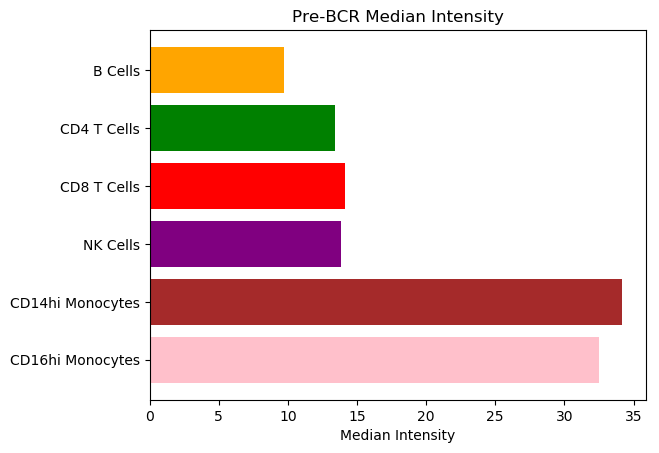 Pre-BCR Median Intensity
B Cells
CD4 T Cells
CD8 T Cells
NK Cells
CD14hi Monocytes
CD16hi Monocytes
0 5 10 15 20 25 30 35
Median Intensity